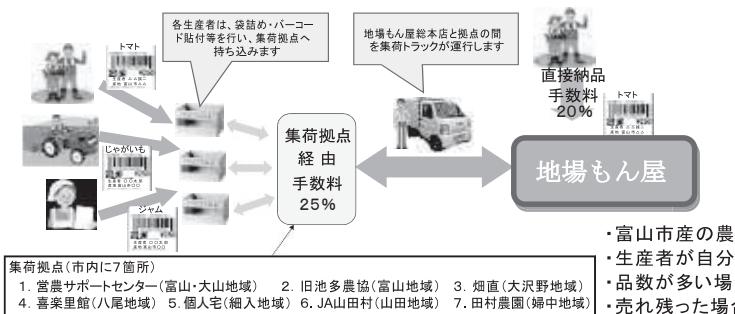 各生産者は、袋詰め・バーコー
ド貼付等を行い、集荷拠点へ
持ち込みます
地場もん屋総本店と拠点の間
を集荷トラックが運行します
トマト
じゃがいも
ジャム
集荷拠点
経 由
手数料
25%
直接納品
手数料
20%
トマト
地場もん屋
・富山市産の農
・生産者が自分
・品数が多い場
・売れ残った場合
集荷拠点(市内に7箇所)
1. 営農サポートセンター(富山・大山地域) 2. 旧池多農協(富山地域) 3. 畑直(大沢野地域)
4. 喜楽里館(八尾地域) 5. 個人宅(細入地域) 6. JA山田村(山田地域) 7. 田村農園(婦中地域)